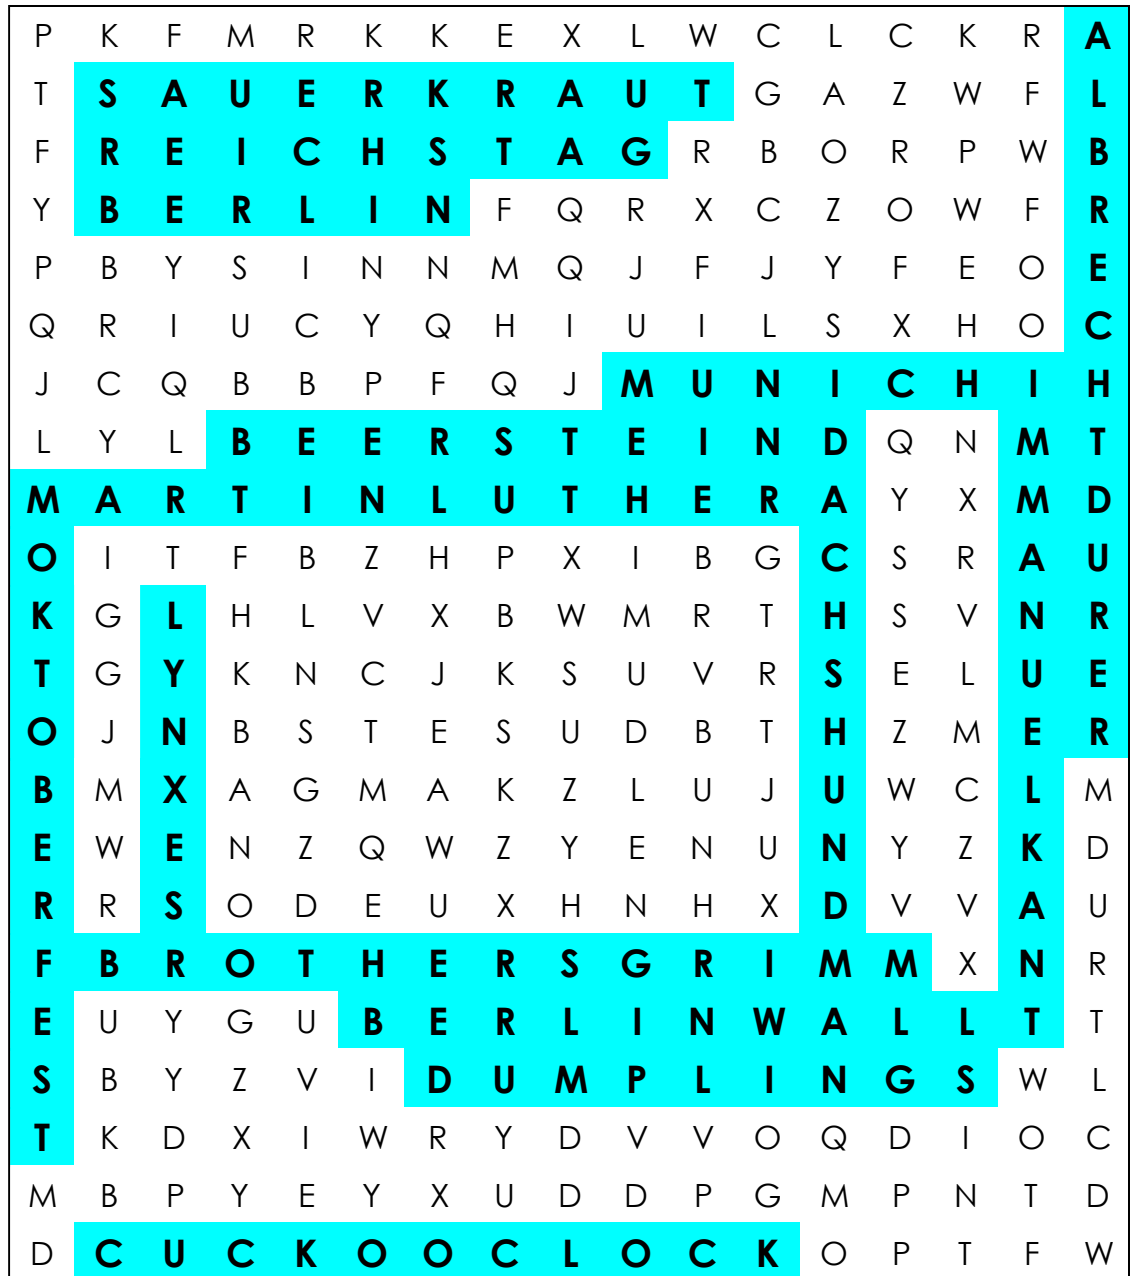 P K F M R K K E X L W C L C K R A
T S A U E R K R A U T G A Z W F L
F R E I C H S T A G R B O R P W B
Y B E R L I N F Q R X C Z O W F R
P B Y S I N N M Q J F J Y F E O E
Q R I U C Y Q H I U I L S X H O C
J C Q B B P F Q J M U N I C H I H
L Y L B E E R S T E I N D Q N M T
M A R T I N L U T H E R A Y X M D
O I T F B Z H P X I B G C S R A U
K G L H L V X B W M R T H S V N R
T G Y K N C J K S U V R S E L U E
O J N B S T E S U D B T H Z M E R
B M X A G M A K Z L U J U W C L M
E W E N Z Q W Z Y E N U N Y Z K D
R R S O D E U X H N H X D V V A U
F B R O T H E R S G R I M M X N R
E U Y G U B E R L I N W A L L T T
S B Y Z V I D U M P L I N G S W L
T K D X I W R Y D V V O Q D I O C
M B P Y E Y X U D D P G M P N T D
D C U C K O O C L O C K O P T F W